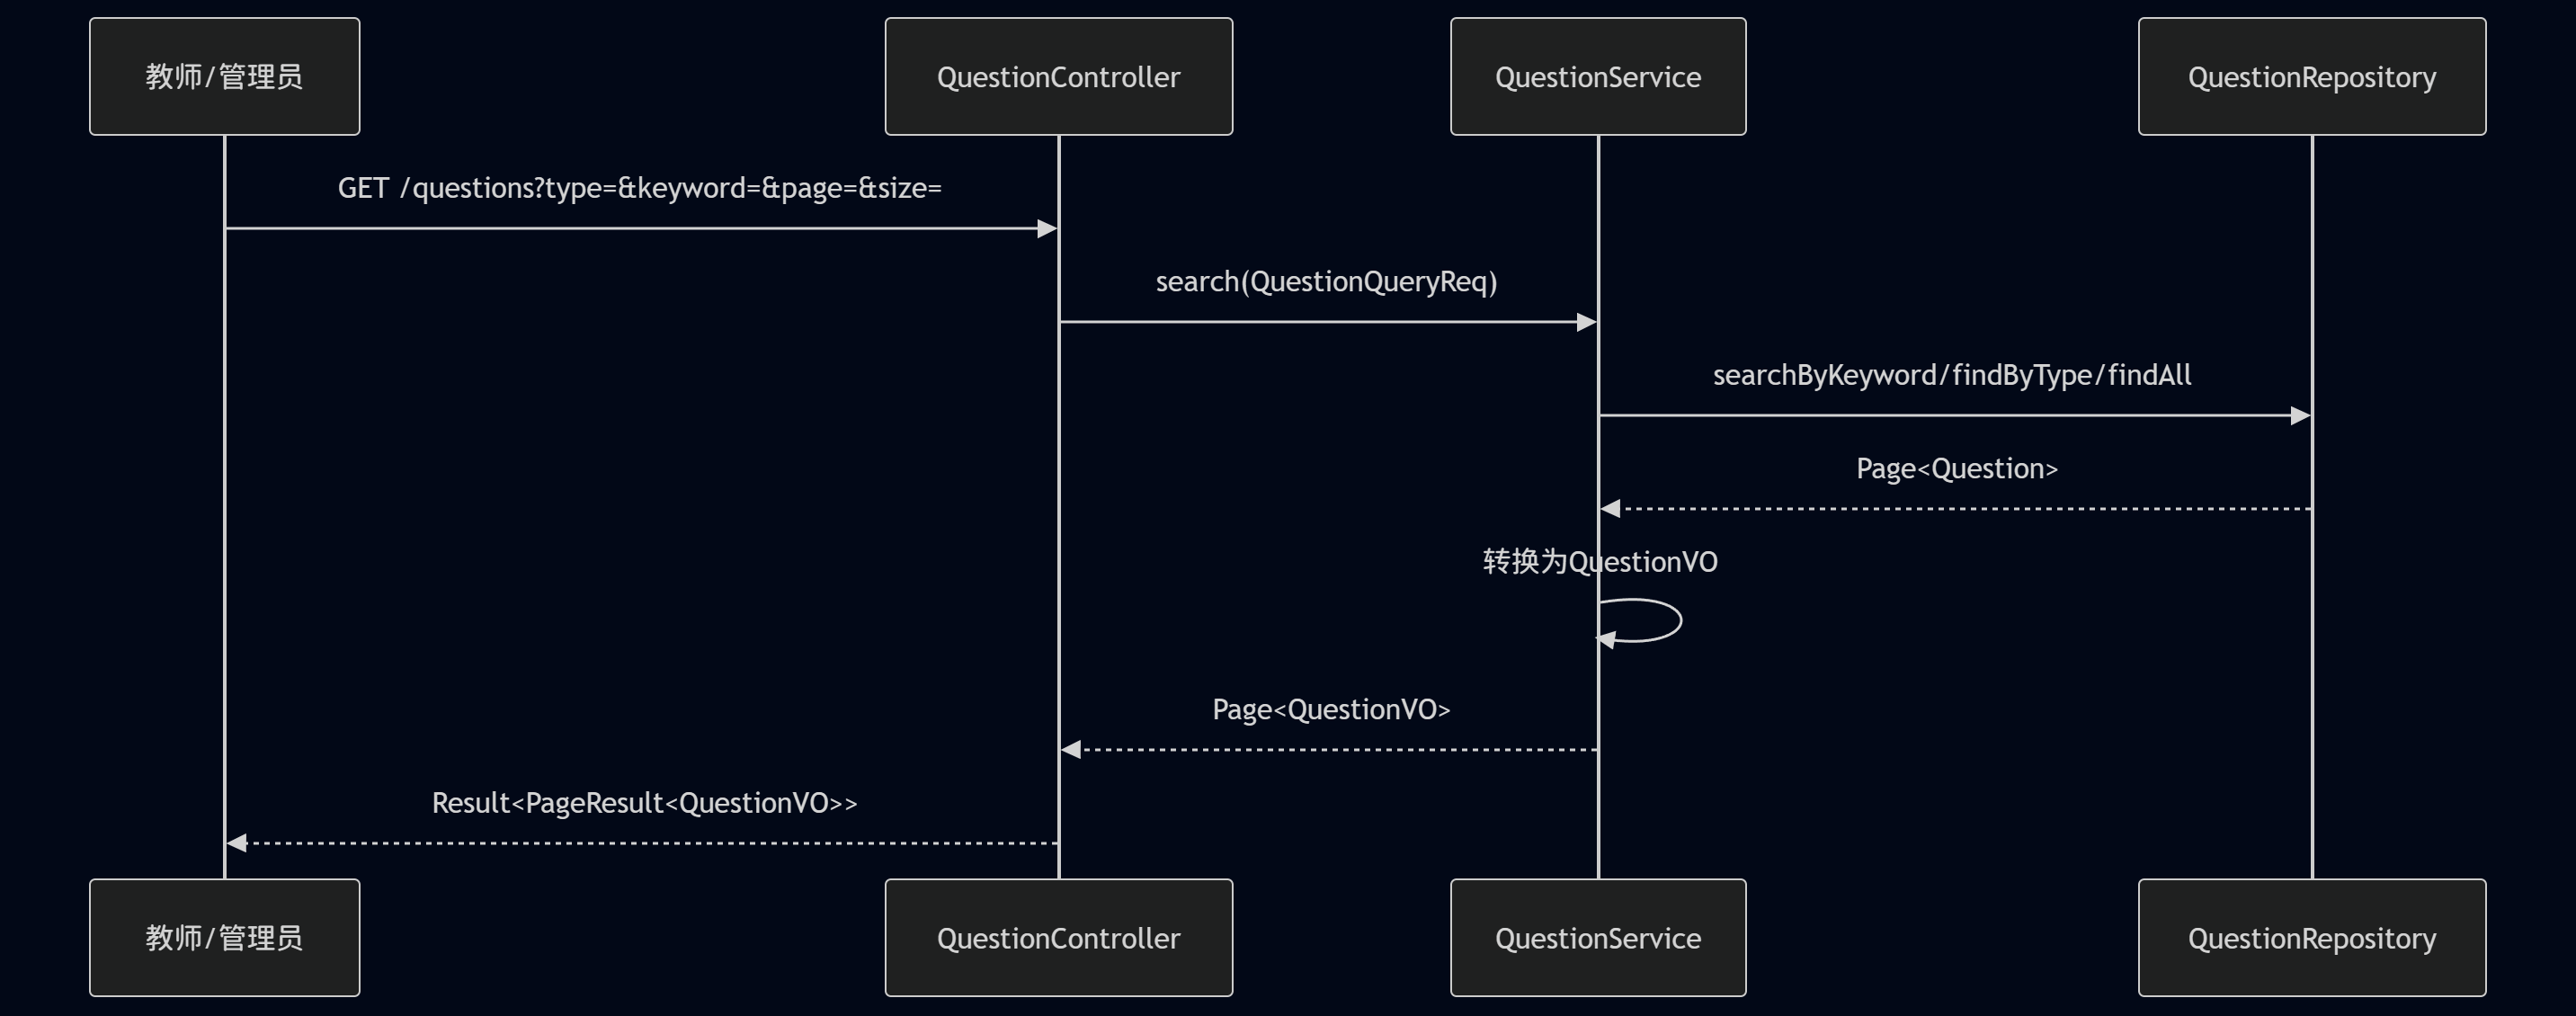 教师/管理员
QuestionController
QuestionService
QuestionRepository
GET /questions?type=&keyword=&page=&size=
search(QuestionQueryReq)
searchByKeyword/findByType/findAll
Page<Question>
转换为QuestionVO
Page<QuestionVO>
Result<PageResult<QuestionVO>>
教师/管理员
QuestionController
QuestionService
QuestionRepository